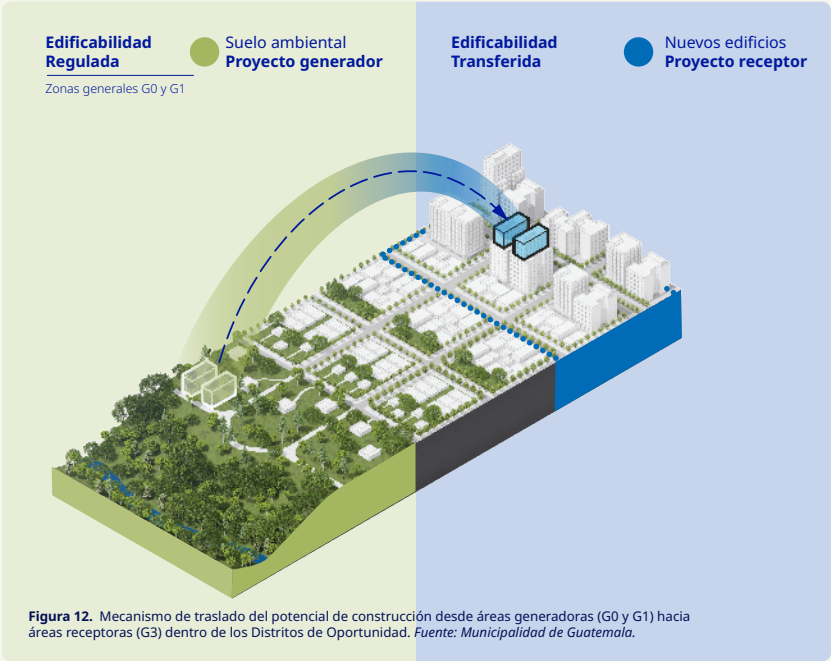 Edificabilidad
Regulada
Zonas generales G0 y G1
Suelo ambiental
Proyecto generador
Edificabilidad
Transferida
Nuevos edificios
Proyecto receptor
Figura 12. Mecanismo de traslado del potencial de construcción desde áreas generadoras (G0 y G1) hacia
áreas receptoras (G3) dentro de los Distritos de Oportunidad. Fuente: Municipalidad de Guatemala.